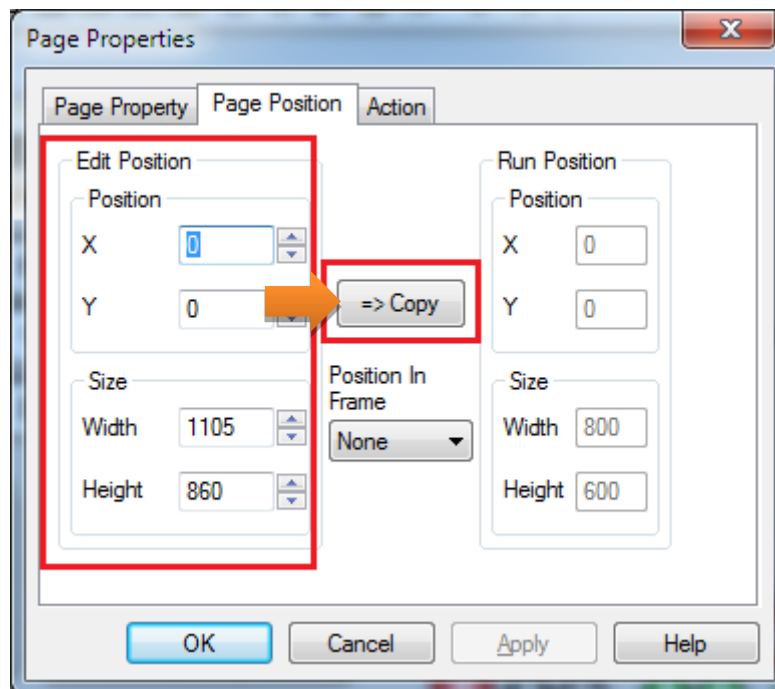 Page Properties
Page Property Page Position Action
Edit Position
Position
X 0
Y 0
Size
Width 1105
Height 860
=> Copy
Position In
Frame
None
Run Position
Position
X 0
Y 0
Size
Width 800
Height 600
OK Cancel Apply Help